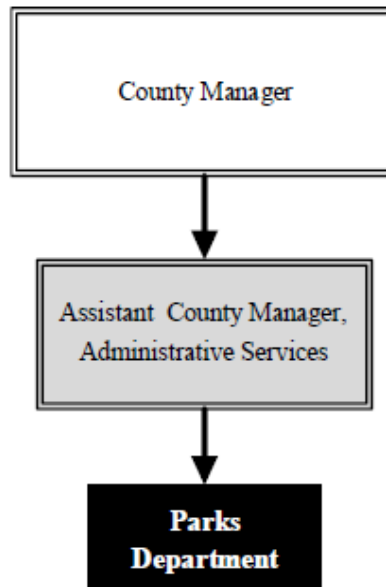 County Manager
Assistant County Manager,
Administrative Services
Parks
Department